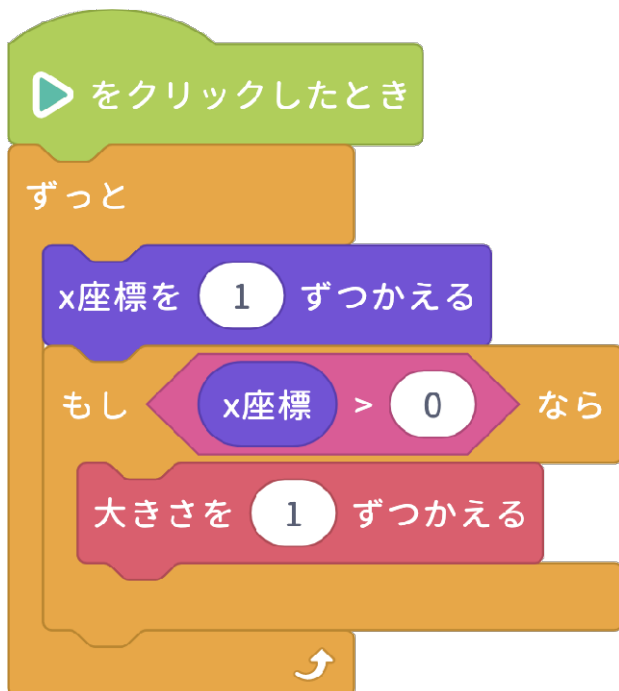 をクリックしたとき
ずっと
x座標を 1 ずつかえる
もし x座標 > 0 なら
大きさを 1 ずつかえる